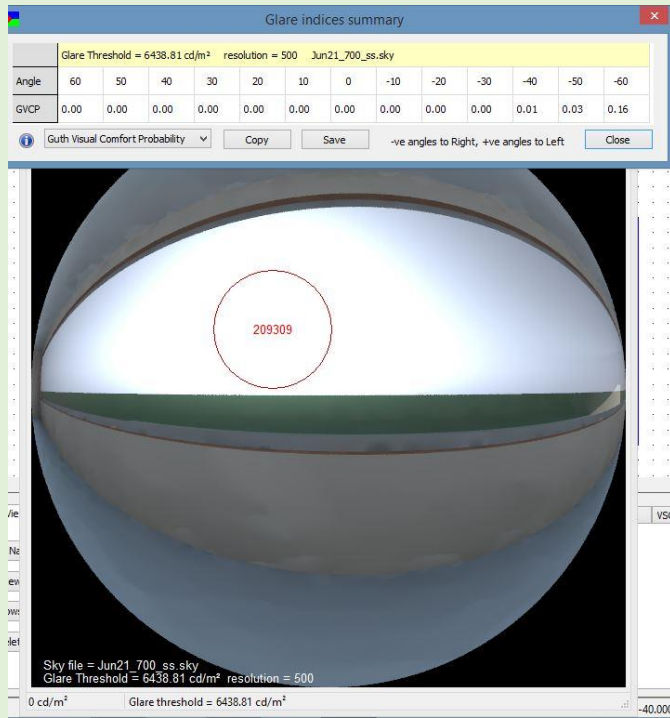 Glare indices summary
Glare Threshold = 6438.81 cd/m² resolution = 500 Jun21_700_ss.sky
Angle 60 50 40 30 20 10 0 -10 -20 -30 -40 -50 -60
GVCP 0.00 0.00 0.00 0.00 0.00 0.00 0.00 0.00 0.00 0.00 0.01 0.03 0.16
Guth Visual Comfort Probability Copy Save -ve angles to Right, +ve angles to Left Close
209309
Sky file = Jun21_700_ss.sky
Glare Threshold = 6438.81 cd/m² resolution = 500
0 cd/m² Glare threshold = 6438.81 cd/m²